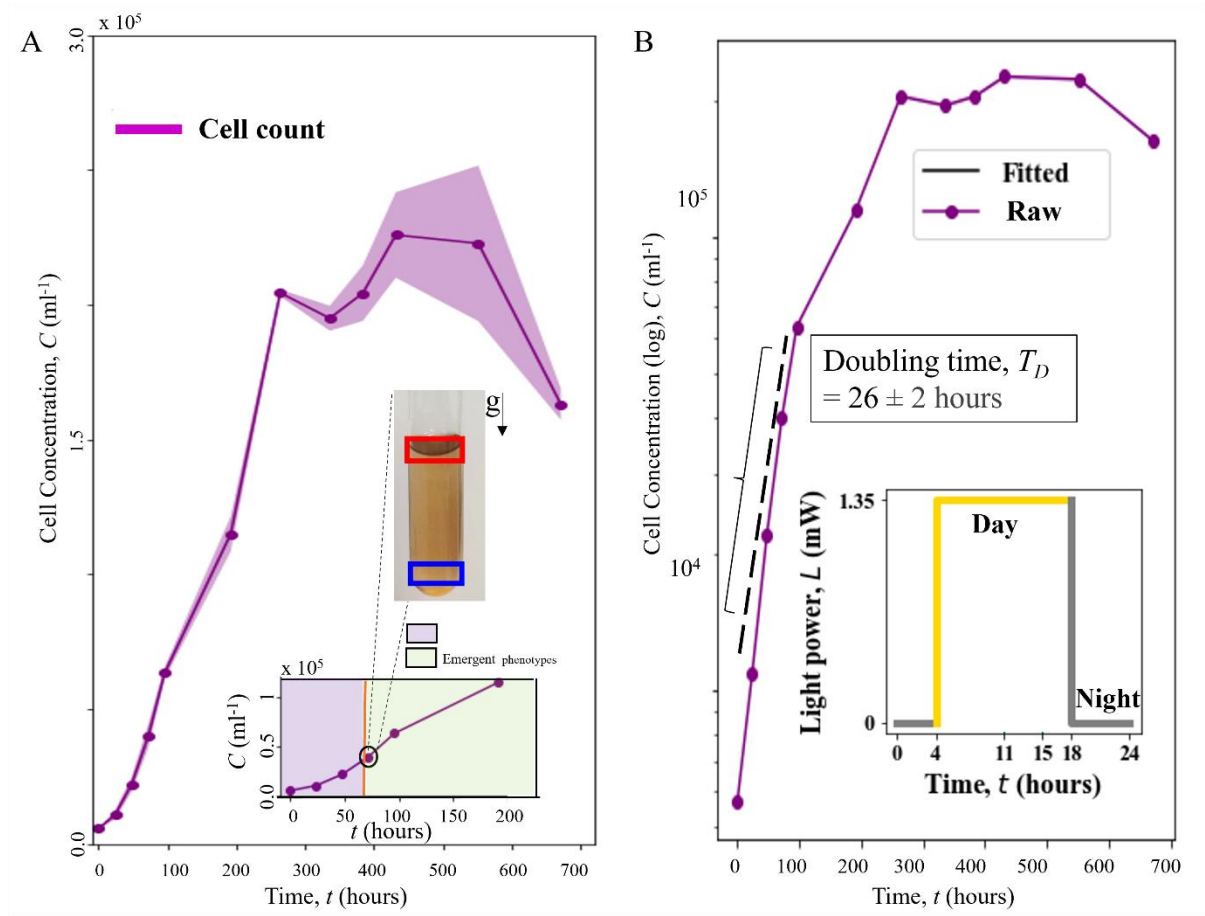 A
x 10⁵
3.0
1.5
0.0
Cell Concentration, C (ml⁻¹)
Cell count
g
Emergent phenotypes
x 10⁵
1
0.5
0.0
C (ml⁻¹)
0 50 100 150 200
t (hours)
0 100 200 300 400 500 600 700
Time, t (hours)
B
10⁵
10⁴
Cell Concentration (log), C (ml⁻¹)
Fitted
Raw
Doubling time, T_D
= 26 ± 2 hours
Light power, L (mW)
1.35
0
Day
Night
0 4 11 15 18 24
Time, t (hours)
0 100 200 300 400 500 600 700
Time, t (hours)